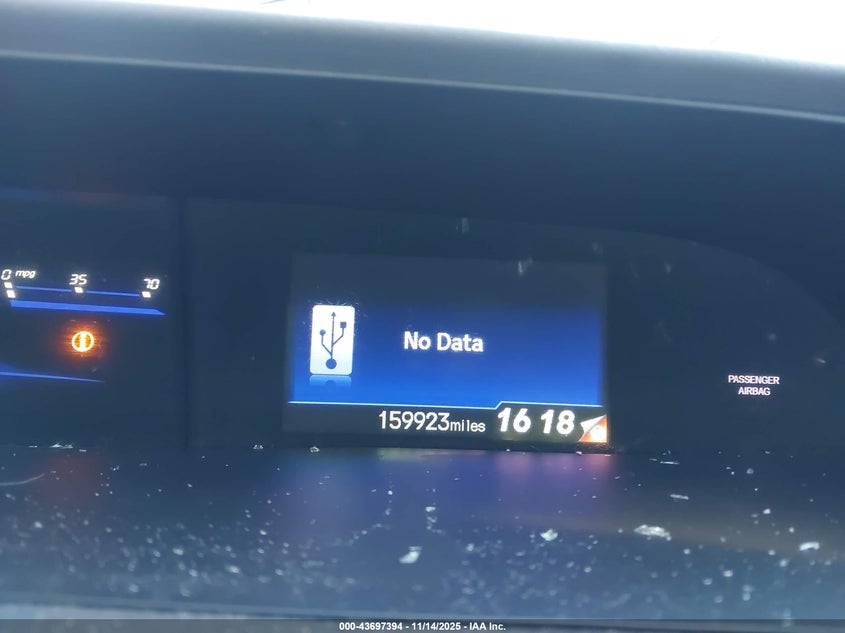 0 mpg 35 70
No Data
159923miles 16 18
PASSENGER
AIRBAG
000-43697394 - 11/14/2025 - IAA Inc.